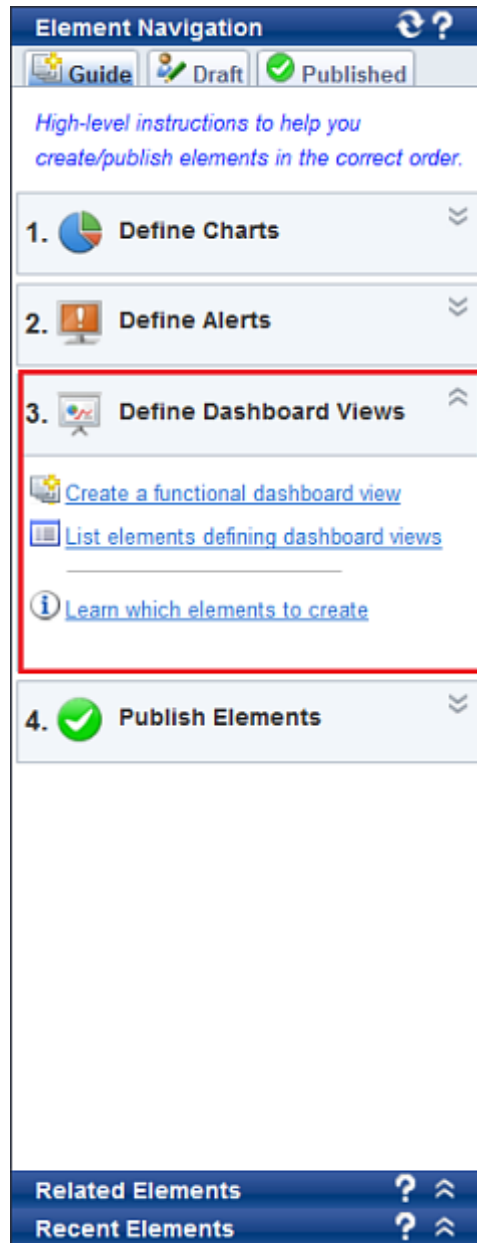 Element Navigation
Guide Draft Published
High-level instructions to help you
create/publish elements in the correct order.
1. Define Charts
2. Define Alerts
3. Define Dashboard Views
Create a functional dashboard view
List elements defining dashboard views
Learn which elements to create
4. Publish Elements
Related Elements
Recent Elements